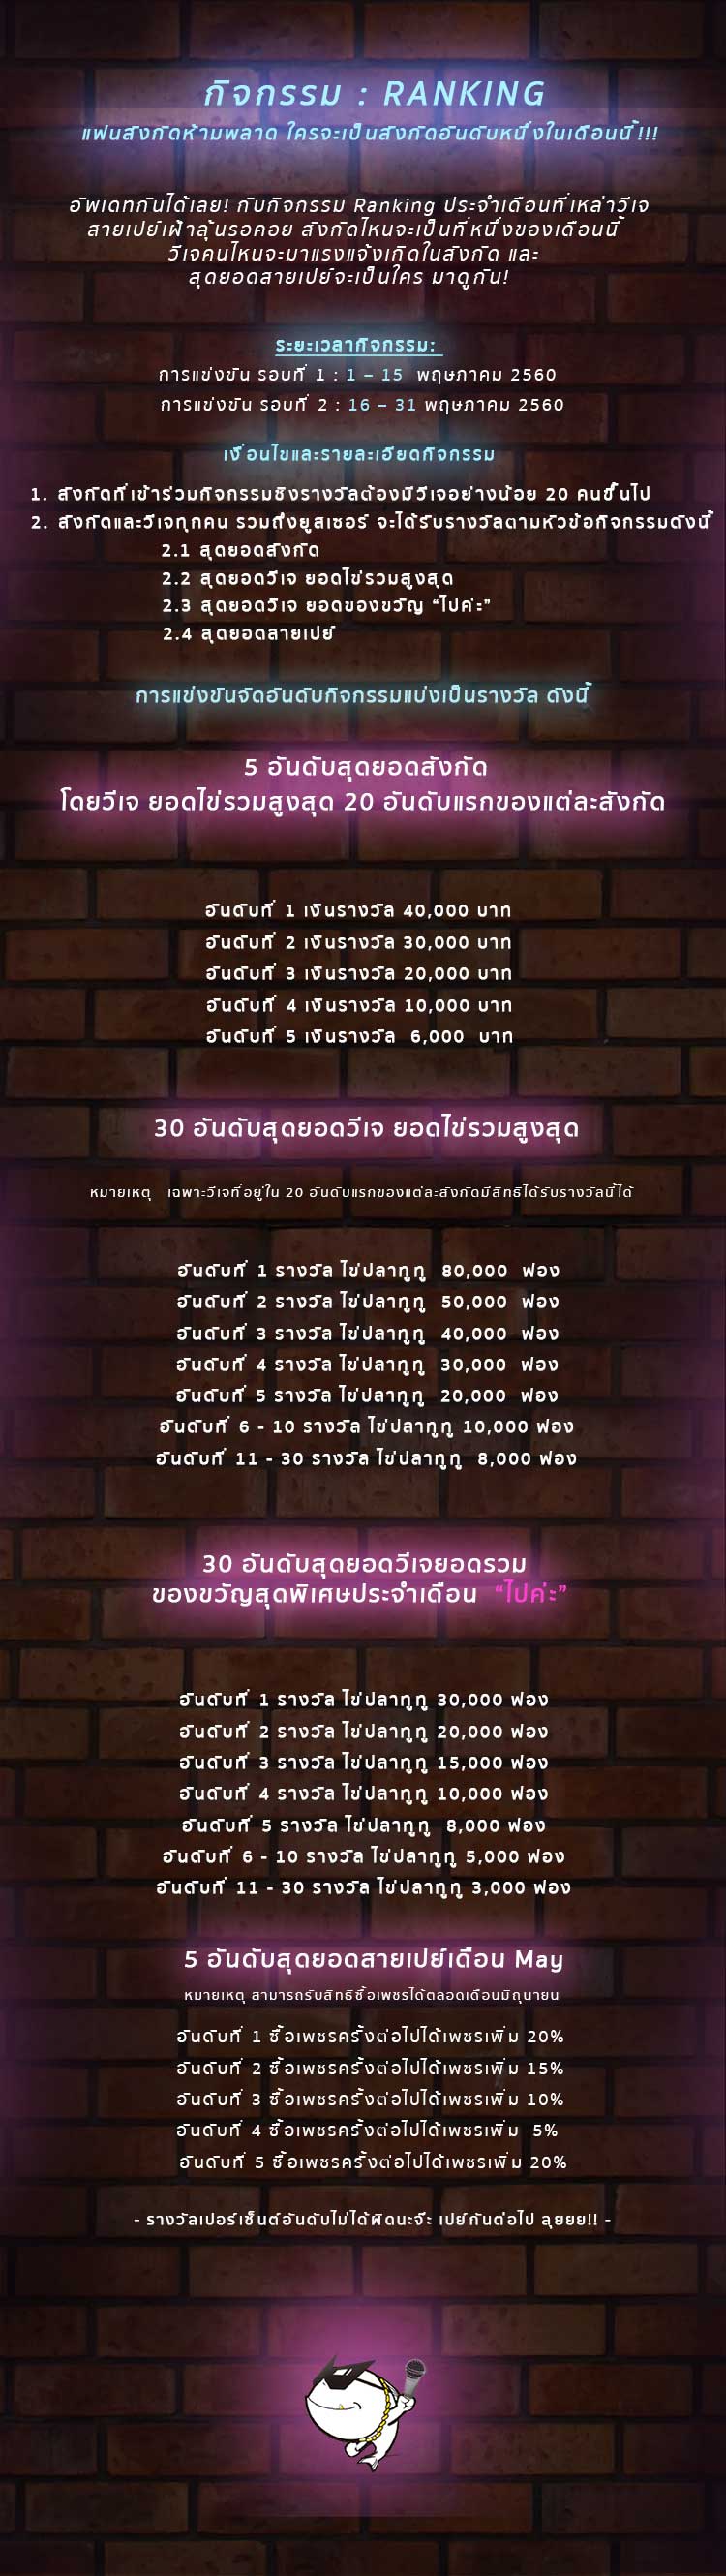 กิจกรรม : RANKING
แฟนสังกัดห้ามพลาด ใครจะเป็นสังกัดอันดับหนึ่งในเดือนนี้!!!
อัพเดทกันได้เลย! กับกิจกรรม Ranking ประจำเดือนที่เหล่าวีเจ
สายเปย์เฝ้าลุ้นรอคอย สังกัดไหนจะเป็นที่หนึ่งของเดือนนี้
วีเจคนไหนจะมาแรงแจ้งเกิดในสังกัด และ
สุดยอดสายเปย์จะเป็นใคร มาดูกัน!
ระยะเวลากิจกรรม:
การแข่งขัน รอบที่ 1 : 1 – 15 พฤษภาคม 2560
การแข่งขัน รอบที่ 2 : 16 – 31 พฤษภาคม 2560
เงื่อนไขและรายละเอียดกิจกรรม
1. สังกัดที่เข้าร่วมกิจกรรมชิงรางวัลต้องมีวีเจอย่างน้อย 20 คนขึ้นไป
2. สังกัดและวีเจทุกคน รวมถึงยูสเซอร์ จะได้รับรางวัลตามหัวข้อกิจกรรมดังนี้
2.1 สุดยอดสังกัด
2.2 สุดยอดวีเจ ยอดไข่รวมสูงสุด
2.3 สุดยอดวีเจ ยอดของขวัญ “ไปค่ะ”
2.4 สุดยอดสายเปย์
การแข่งขันจัดอันดับกิจกรรมแบ่งเป็นรางวัล ดังนี้
5 อันดับสุดยอดสังกัด
โดยวีเจ ยอดไข่รวมสูงสุด 20 อันดับแรกของแต่ละสังกัด
อันดับที่ 1 เงินรางวัล 40,000 บาท
อันดับที่ 2 เงินรางวัล 30,000 บาท
อันดับที่ 3 เงินรางวัล 20,000 บาท
อันดับที่ 4 เงินรางวัล 10,000 บาท
อันดับที่ 5 เงินรางวัล 6,000 บาท
30 อันดับสุดยอดวีเจ ยอดไข่รวมสูงสุด
หมายเหตุ เฉพาะวีเจที่อยู่ใน 20 อันดับแรกของแต่ละสังกัดมีสิทธิได้รับรางวัลนี้ได้
อันดับที่ 1 รางวัล ไข่ปลาทูทู 80,000 ฟอง
อันดับที่ 2 รางวัล ไข่ปลาทูทู 50,000 ฟอง
อันดับที่ 3 รางวัล ไข่ปลาทูทู 40,000 ฟอง
อันดับที่ 4 รางวัล ไข่ปลาทูทู 30,000 ฟอง
อันดับที่ 5 รางวัล ไข่ปลาทูทู 20,000 ฟอง
อันดับที่ 6 - 10 รางวัล ไข่ปลาทูทู 10,000 ฟอง
อันดับที่ 11 - 30 รางวัล ไข่ปลาทูทู 8,000 ฟอง
30 อันดับสุดยอดวีเจยอดรวม
ของขวัญสุดพิเศษประจำเดือน “ไปค่ะ”
อันดับที่ 1 รางวัล ไข่ปลาทูทู 30,000 ฟอง
อันดับที่ 2 รางวัล ไข่ปลาทูทู 20,000 ฟอง
อันดับที่ 3 รางวัล ไข่ปลาทูทู 15,000 ฟอง
อันดับที่ 4 รางวัล ไข่ปลาทูทู 10,000 ฟอง
อันดับที่ 5 รางวัล ไข่ปลาทูทู 8,000 ฟอง
อันดับที่ 6 - 10 รางวัล ไข่ปลาทูทู 5,000 ฟอง
อันดับที่ 11 - 30 รางวัล ไข่ปลาทูทู 3,000 ฟอง
5 อันดับสุดยอดสายเปย์เดือน May
หมายเหตุ สามารถรับสิทธิซื้อเพชรได้ตลอดเดือนมิถุนายน
อันดับที่ 1 ซื้อเพชรครั้งต่อไปได้เพชรเพิ่ม 20%
อันดับที่ 2 ซื้อเพชรครั้งต่อไปได้เพชรเพิ่ม 15%
อันดับที่ 3 ซื้อเพชรครั้งต่อไปได้เพชรเพิ่ม 10%
อันดับที่ 4 ซื้อเพชรครั้งต่อไปได้เพชรเพิ่ม 5%
อันดับที่ 5 ซื้อเพชรครั้งต่อไปได้เพชรเพิ่ม 20%
- รางวัลเปอร์เซ็นต์อันดับไม่ได้ผิดนะจ๊ะ เปย์กันต่อไป ลุยยย!! -